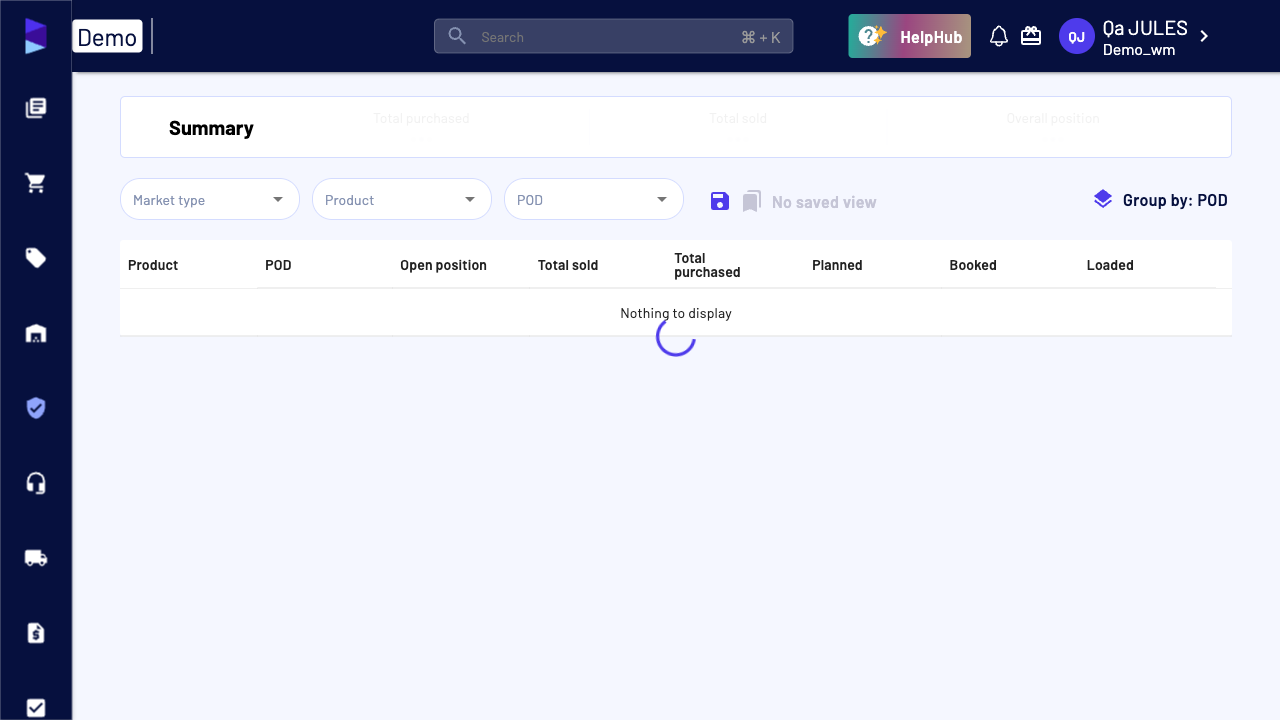 Demo
Search
⌘ + K
HelpHub
QJ
Qa JULES
Demo_wm
Summary
Total purchased
Total sold
Overall position
Market type
Product
POD
No saved view
Group by: POD
Product
POD
Open position
Total sold
Total
purchased
Planned
Booked
Loaded
Nothing to display